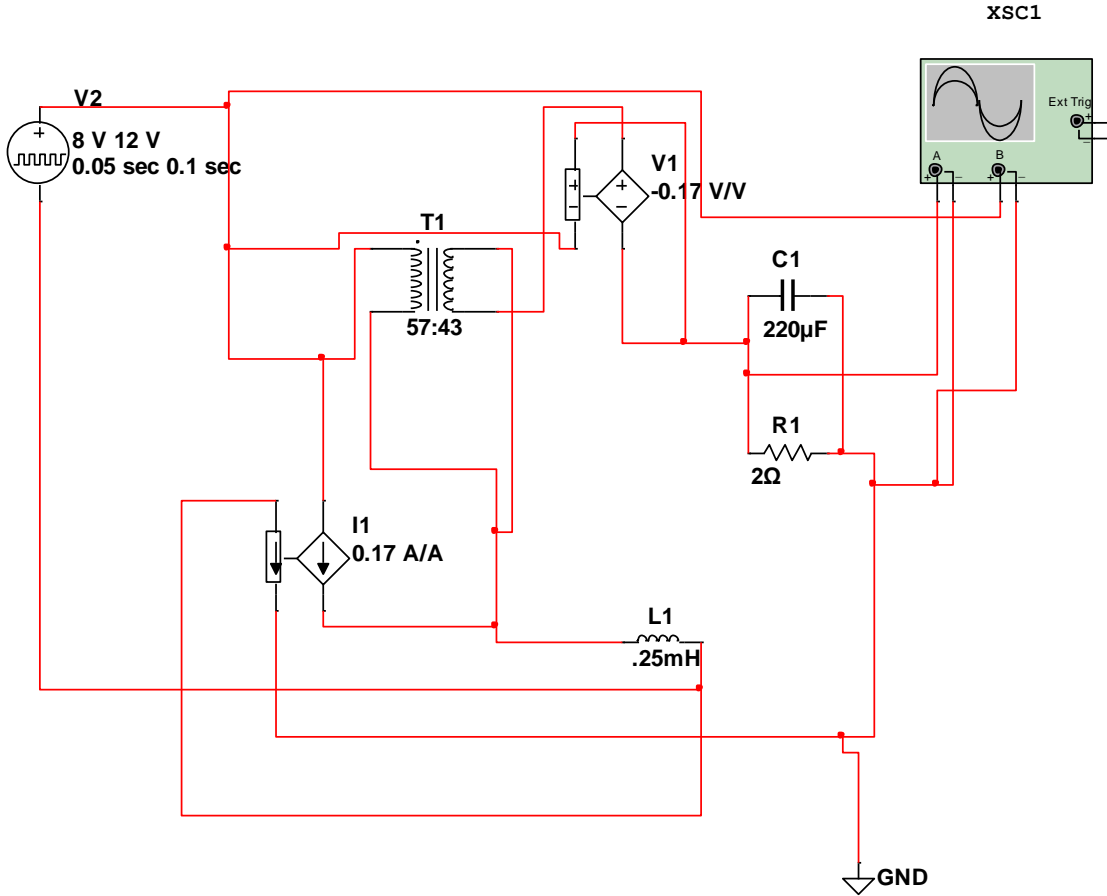 XSC1
V2
8 V 12 V
0.05 sec 0.1 sec
Ext Trig
+
−
A
B
+ −
+ −
V1
-0.17 V/V
T1
57:43
C1
220µF
R1
2Ω
I1
0.17 A/A
L1
.25mH
GND